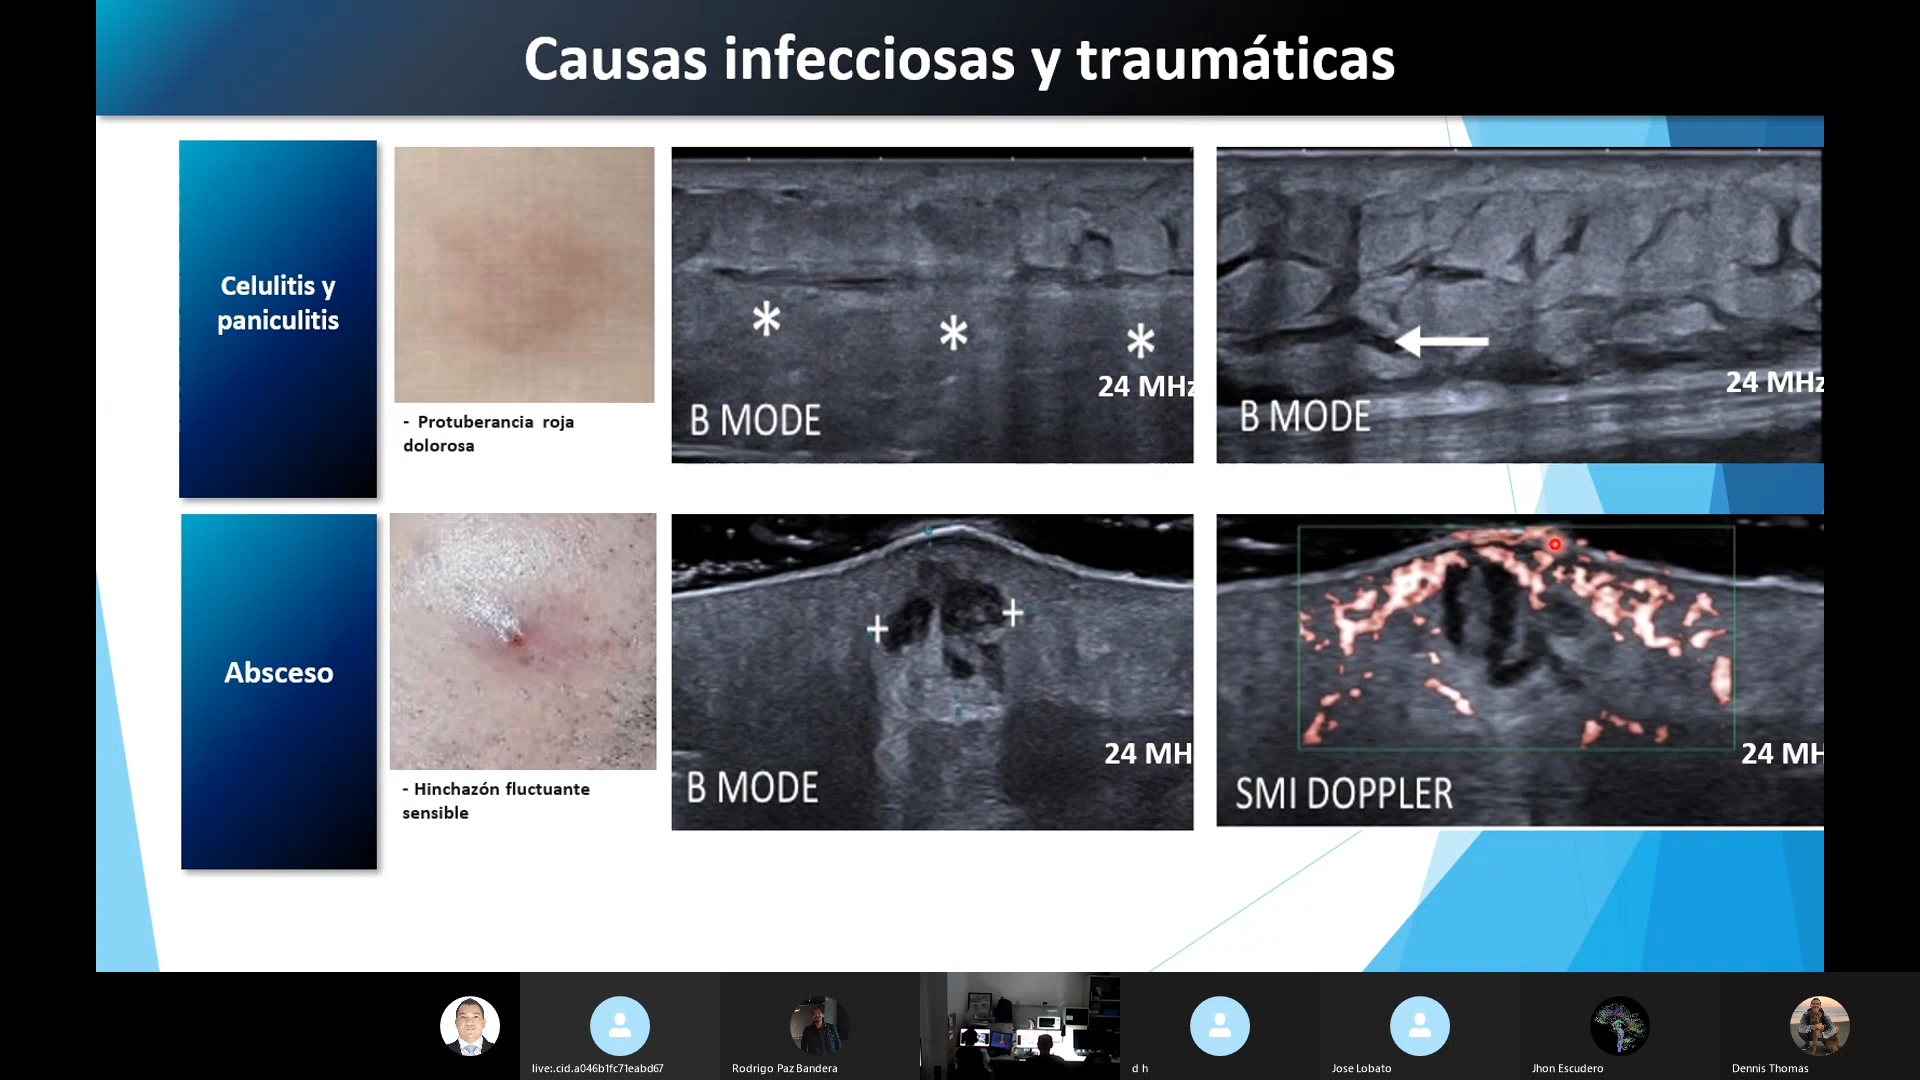 Causas infecciosas y traumáticas
Celulitis y
paniculitis
- Protuberancia roja
dolorosa
*
*
*
24 MHz
B MODE
24 MHz
B MODE
Absceso
- Hinchazón fluctuante
sensible
+
+
24 MH
B MODE
24 MH
SMI DOPPLER
live:.cid.a046b1fc71eabd67
Rodrigo Paz Bandera
d h
Jose Lobato
Jhon Escudero
Dennis Thomas